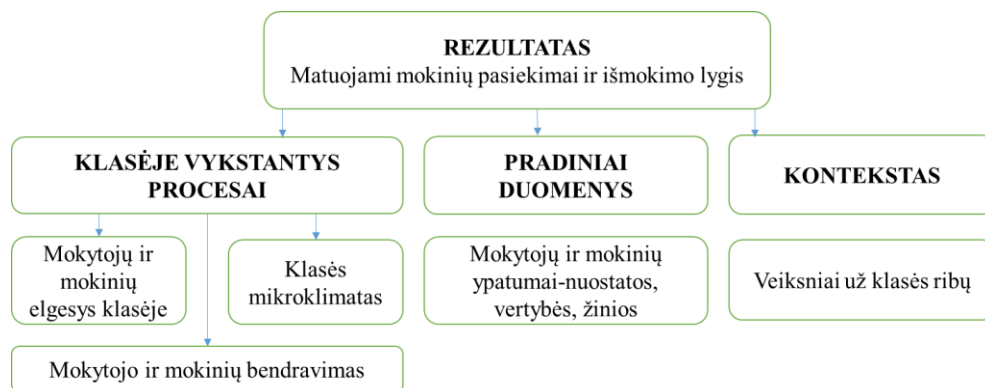 REZULTATAS
Matuojami mokinių pasiekimai ir išmokimo lygis
KLASĖJE VYKSTANTYS
PROCESAI
PRADINIAI
DUOMENYS
KONTEKSTAS
Mokytojų ir
mokinių
elgesys klasėje
Klasės
mikroklimatas
Mokytojų ir mokinių
ypatumai-nuostatos,
vertybės, žinios
Veiksniai už klasės ribų
Mokytojo ir mokinių bendravimas